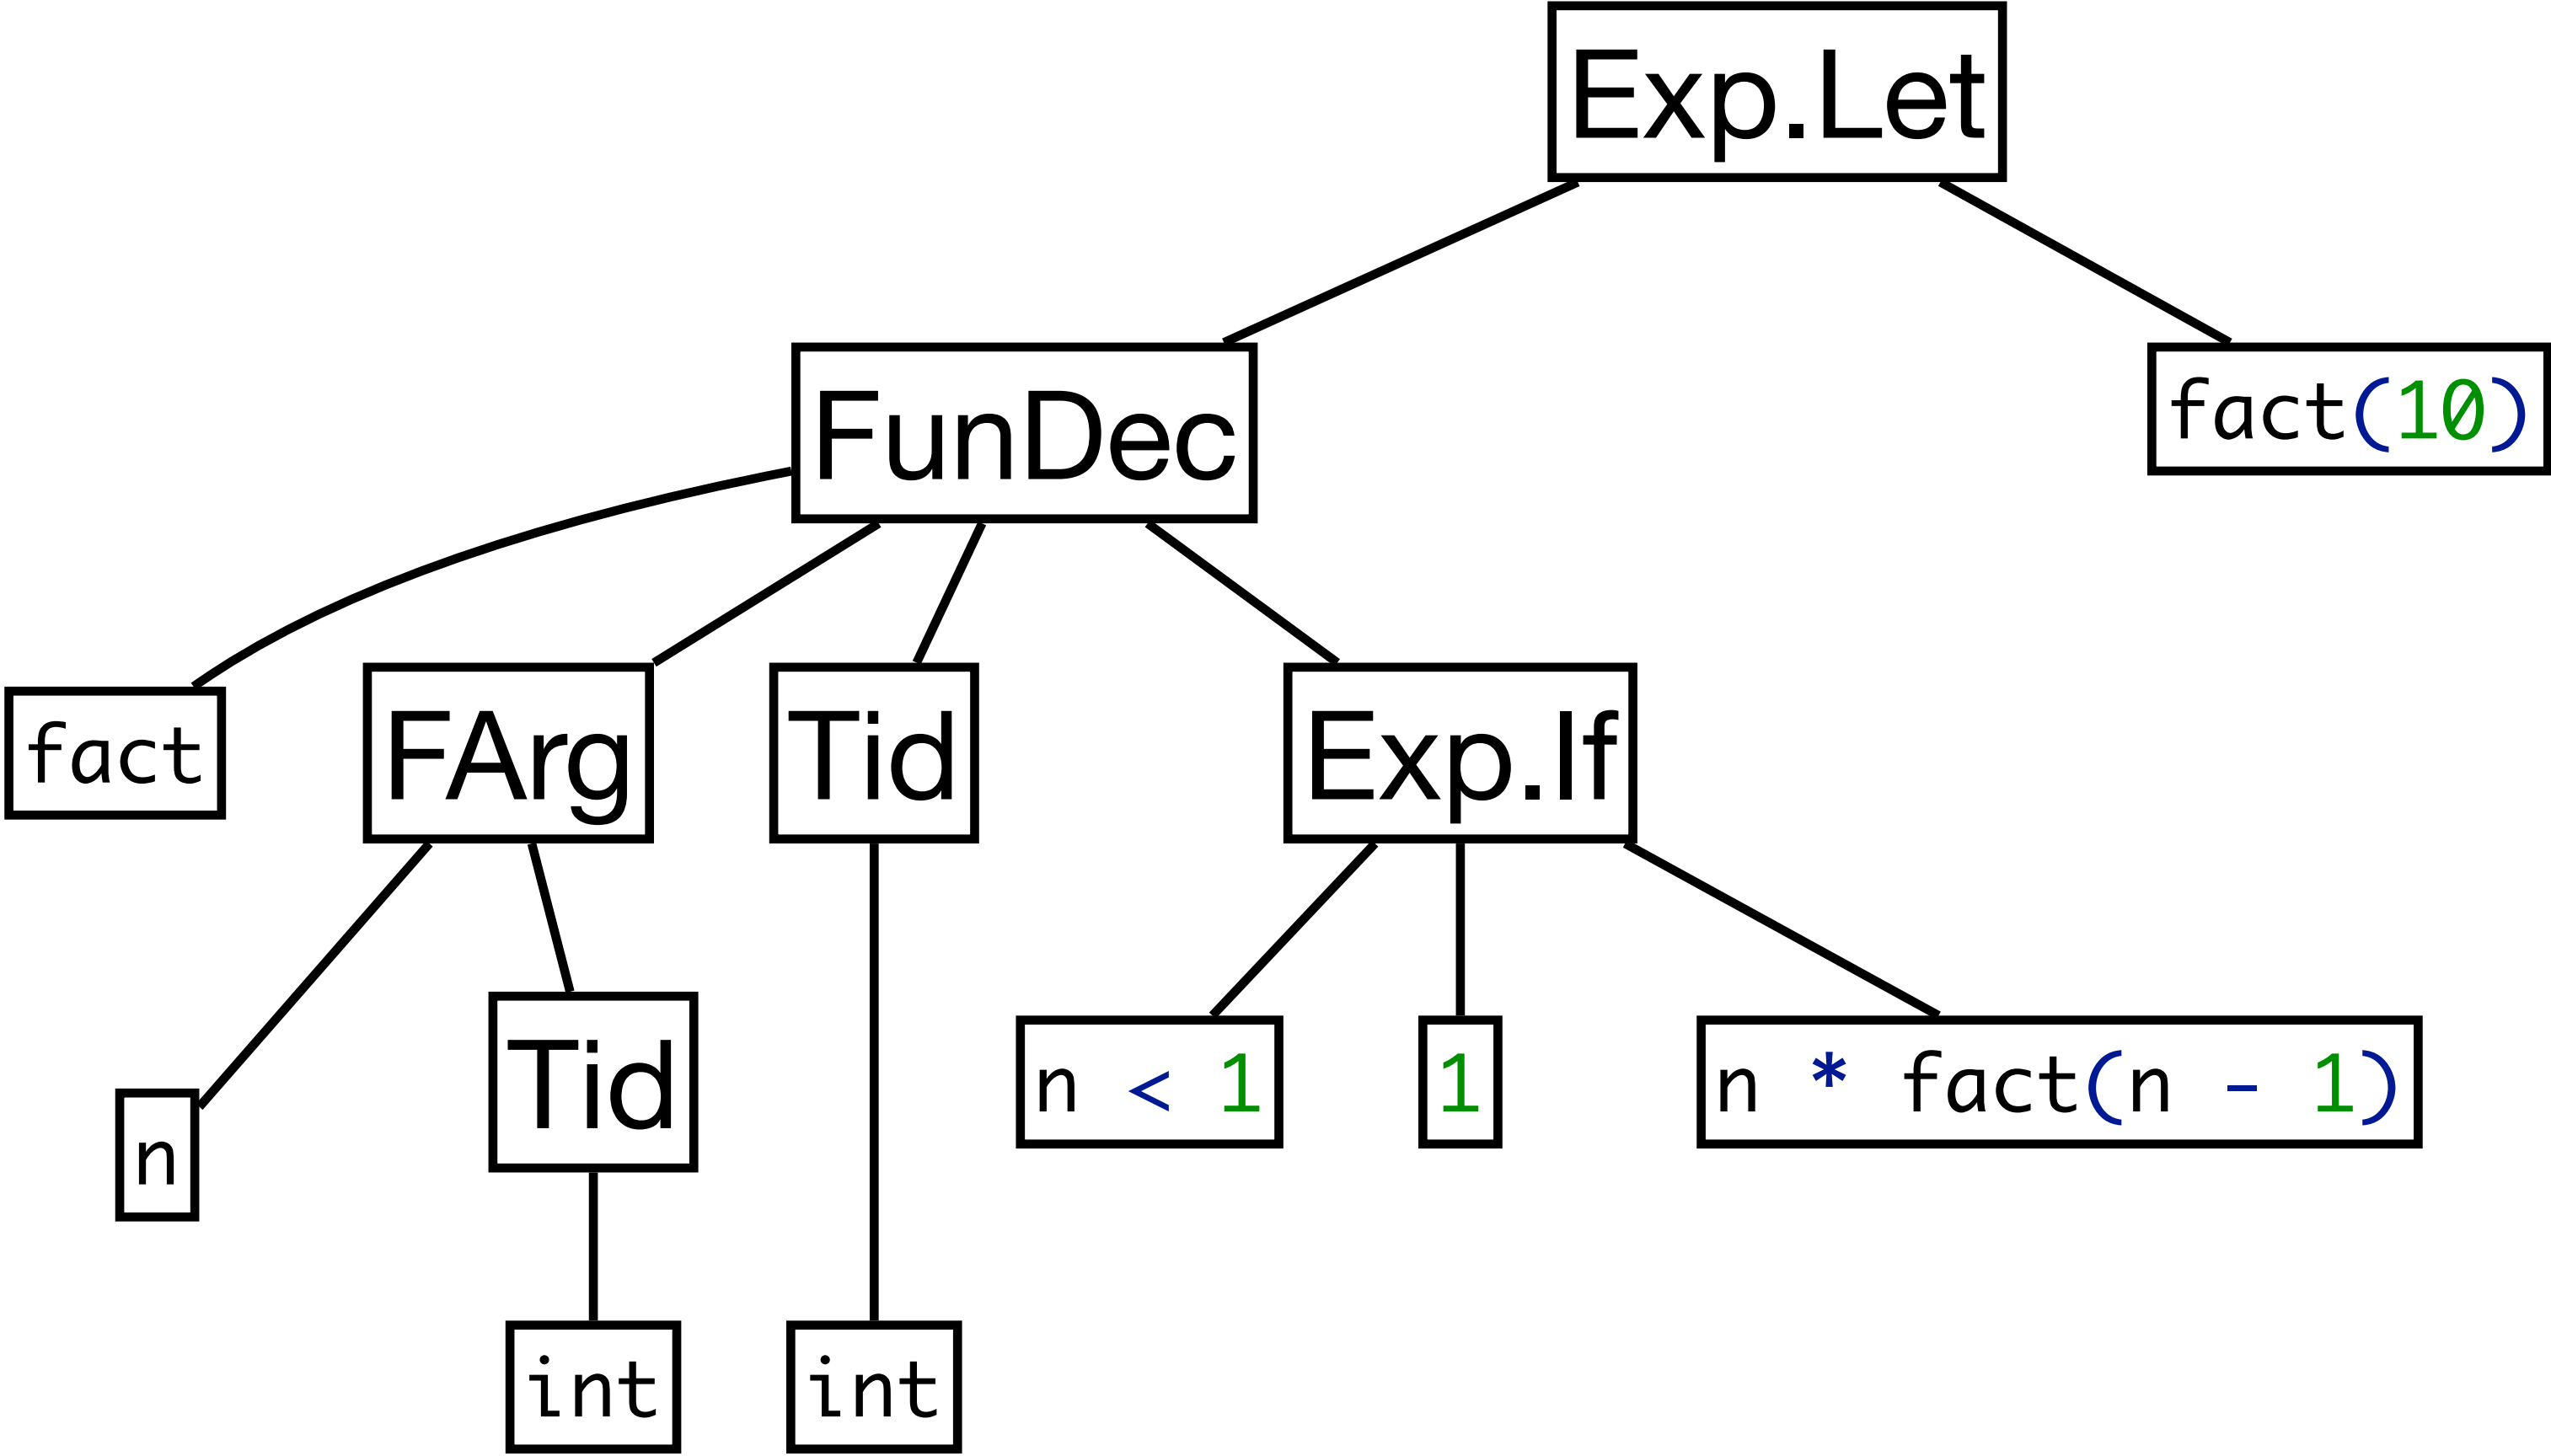 Exp.Let
FunDec
fact(10)
fact
FArg
Tid
Exp.If
n
Tid
n < 1
1
n * fact(n - 1)
int
int